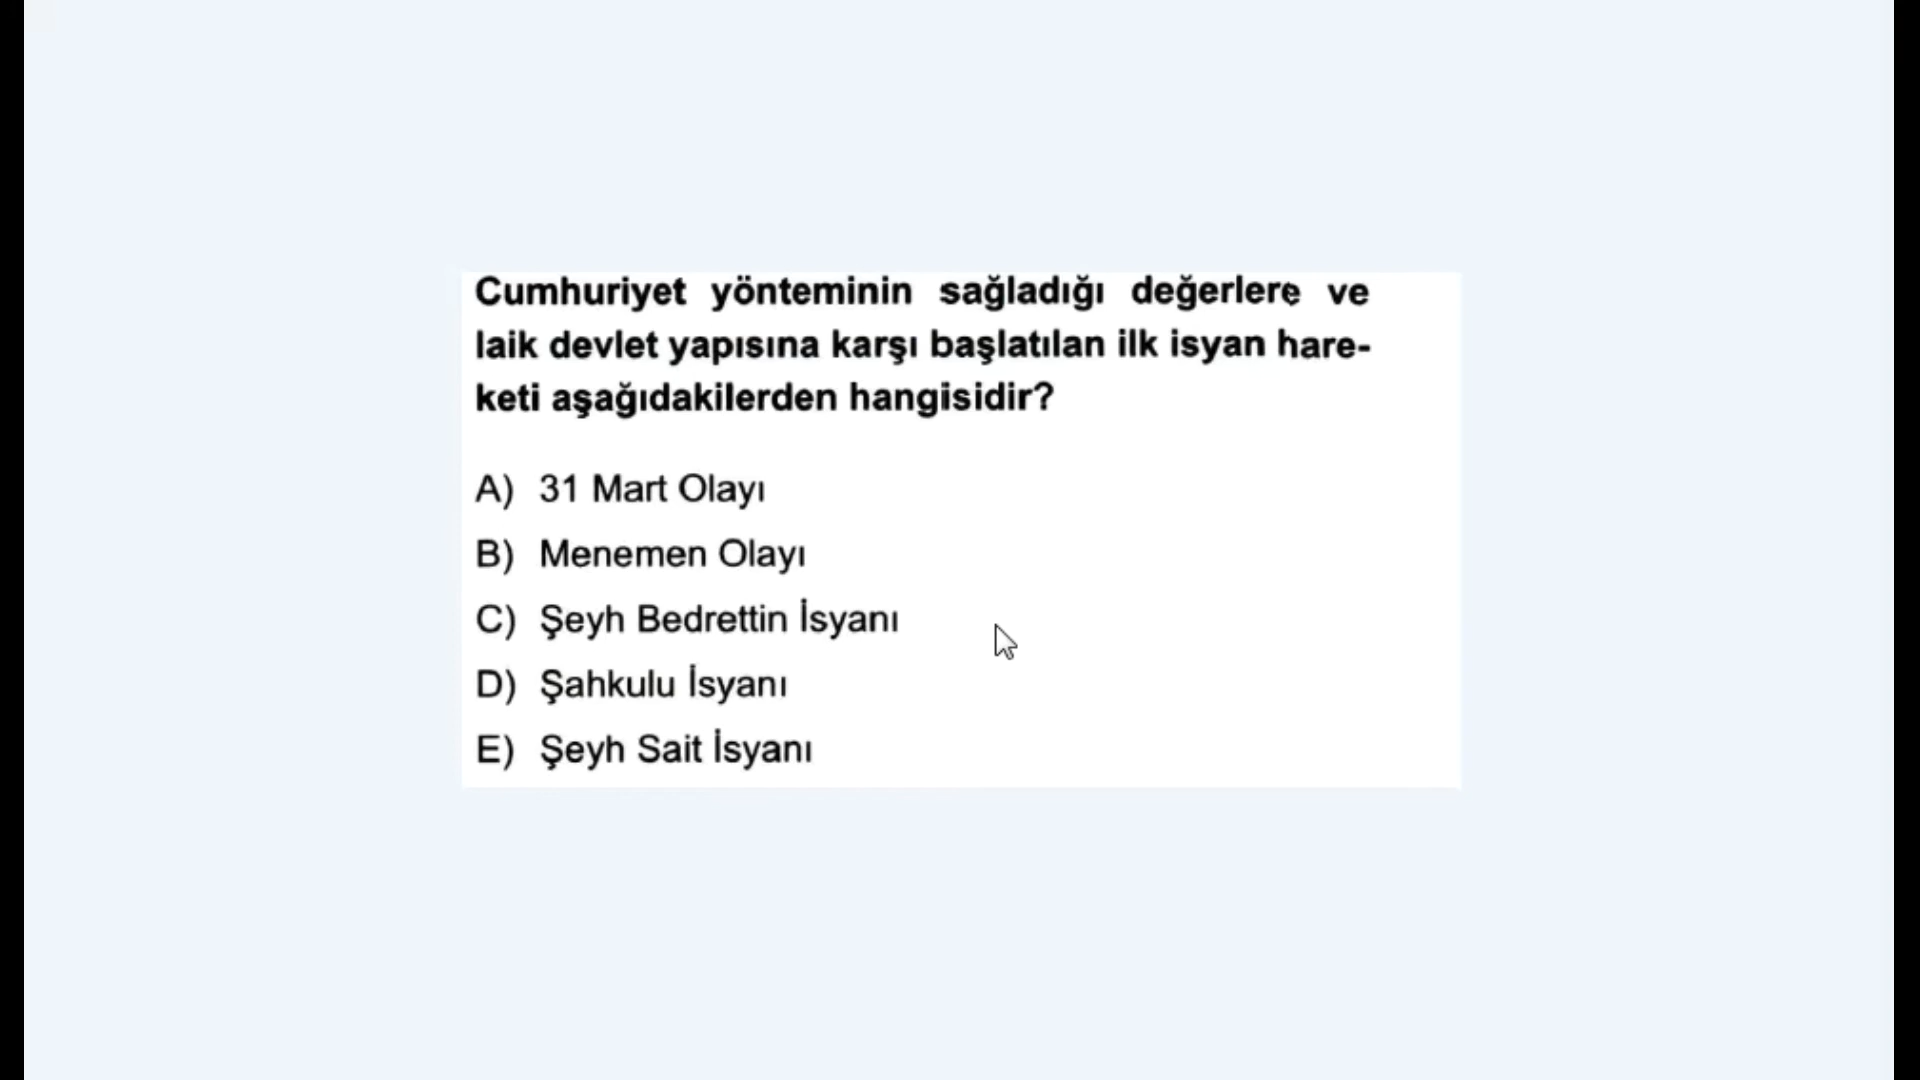 Cumhuriyet yönteminin sağladığı değerlere ve
laik devlet yapısına karşı başlatılan ilk isyan hare-
keti aşağıdakilerden hangisidir?
A) 31 Mart Olayı
B) Menemen Olayı
C) Şeyh Bedrettin İsyanı
D) Şahkulu İsyanı
E) Şeyh Sait İsyanı